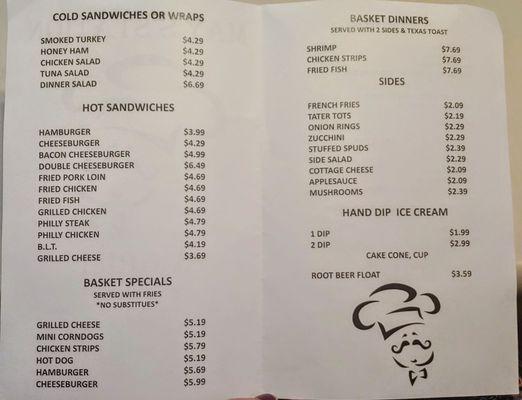 COLD SANDWICHES OR WRAPS
SMOKED TURKEY $4.29
HONEY HAM $4.29
CHICKEN SALAD $4.29
TUNA SALAD $4.29
DINNER SALAD $6.69
HOT SANDWICHES
HAMBURGER $3.99
CHEESEBURGER $4.29
BACON CHEESEBURGER $4.99
DOUBLE CHEESEBURGER $6.49
FRIED PORK LOIN $4.69
FRIED CHICKEN $4.69
FRIED FISH $4.69
GRILLED CHICKEN $4.69
PHILLY STEAK $4.79
PHILLY CHICKEN $4.79
B.L.T. $4.19
GRILLED CHEESE $3.69
BASKET SPECIALS
SERVED WITH FRIES
*NO SUBSTITUES*
GRILLED CHEESE $5.19
MINI CORNDOGS $5.19
CHICKEN STRIPS $5.79
HOT DOG $5.19
HAMBURGER $5.69
CHEESEBURGER $5.99
BASKET DINNERS
SERVED WITH 2 SIDES & TEXAS TOAST
SHRIMP $7.69
CHICKEN STRIPS $7.69
FRIED FISH $7.69
SIDES
FRENCH FRIES $2.09
TATER TOTS $2.19
ONION RINGS $2.29
ZUCCHINI $2.29
STUFFED SPUDS $2.39
SIDE SALAD $2.29
COTTAGE CHEESE $2.09
APPLESAUCE $2.09
MUSHROOMS $2.39
HAND DIP ICE CREAM
1 DIP $1.99
2 DIP $2.99
CAKE CONE, CUP
ROOT BEER FLOAT $3.59